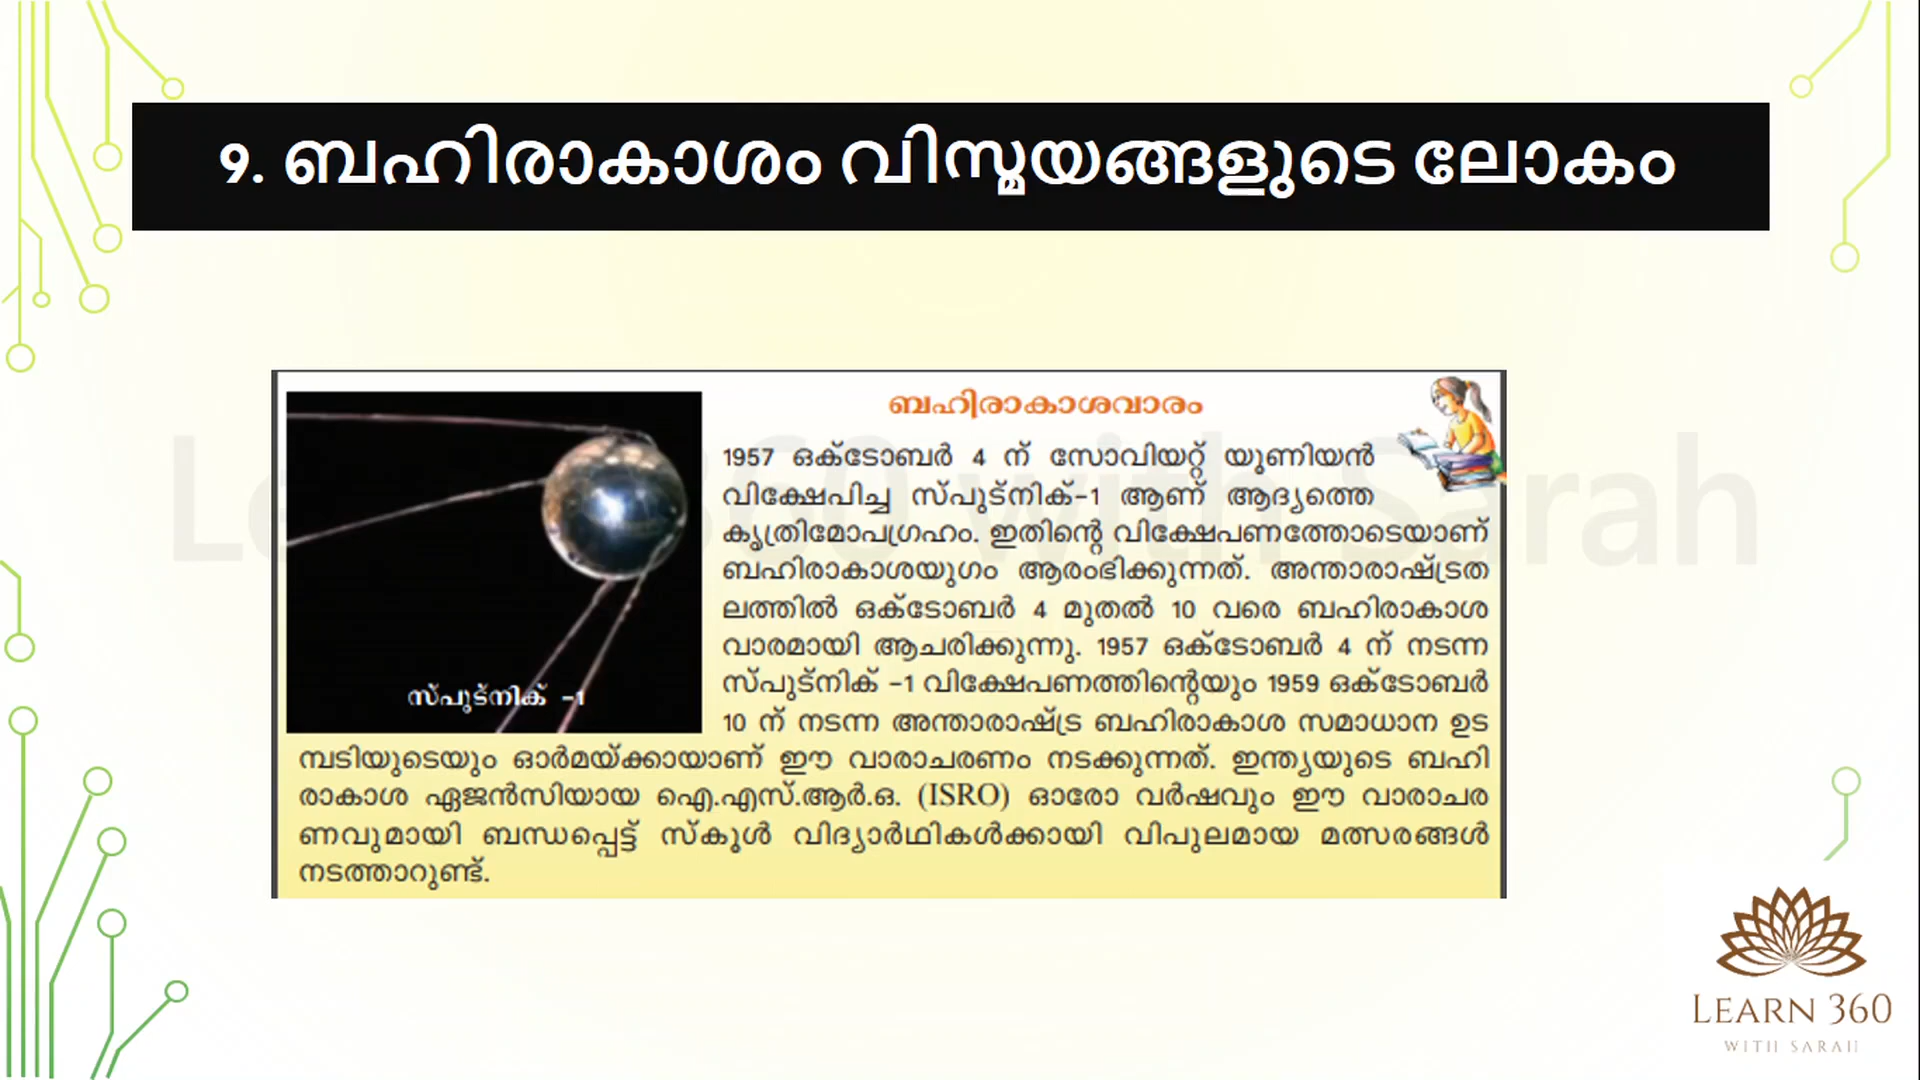 9. ബഹിരാകാശം വിസ്മയങ്ങളുടെ ലോകം
ബഹിരാകാശവാരം
1957 ഒക്ടോബർ 4 ന് സോവിയറ്റ് യൂണിയൻ
വിക്ഷേപിച്ച സ്പുട്നിക്-1 ആണ് ആദ്യത്തെ
കൃത്രിമോപഗ്രഹം. ഇതിന്റെ വിക്ഷേപണത്തോടെയാണ്
ബഹിരാകാശയുഗം ആരംഭിക്കുന്നത്. അന്താരാഷ്ട്രത
ലത്തിൽ ഒക്ടോബർ 4 മുതൽ 10 വരെ ബഹിരാകാശ
വാരമായി ആചരിക്കുന്നു. 1957 ഒക്ടോബർ 4 ന് നടന്ന
സ്പുട്നിക് -1 വിക്ഷേപണത്തിന്റെയും 1959 ഒക്ടോബർ
10 ന് നടന്ന അന്താരാഷ്ട്ര ബഹിരാകാശ സമാധാന ഉട
മ്പടിയുടെയും ഓർമയ്ക്കായാണ് ഈ വാരാചരണം നടക്കുന്നത്. ഇന്ത്യയുടെ ബഹി
രാകാശ ഏജൻസിയായ ഐ.എസ്.ആർ.ഒ. (ISRO) ഓരോ വർഷവും ഈ വാരാചര
ണവുമായി ബന്ധപ്പെട്ട് സ്കൂൾ വിദ്യാർഥികൾക്കായി വിപുലമായ മത്സരങ്ങൾ
നടത്താറുണ്ട്.
സ്പുട്നിക് -1
Learn 360 with Sarah
LEARN 360
WITH SARAH